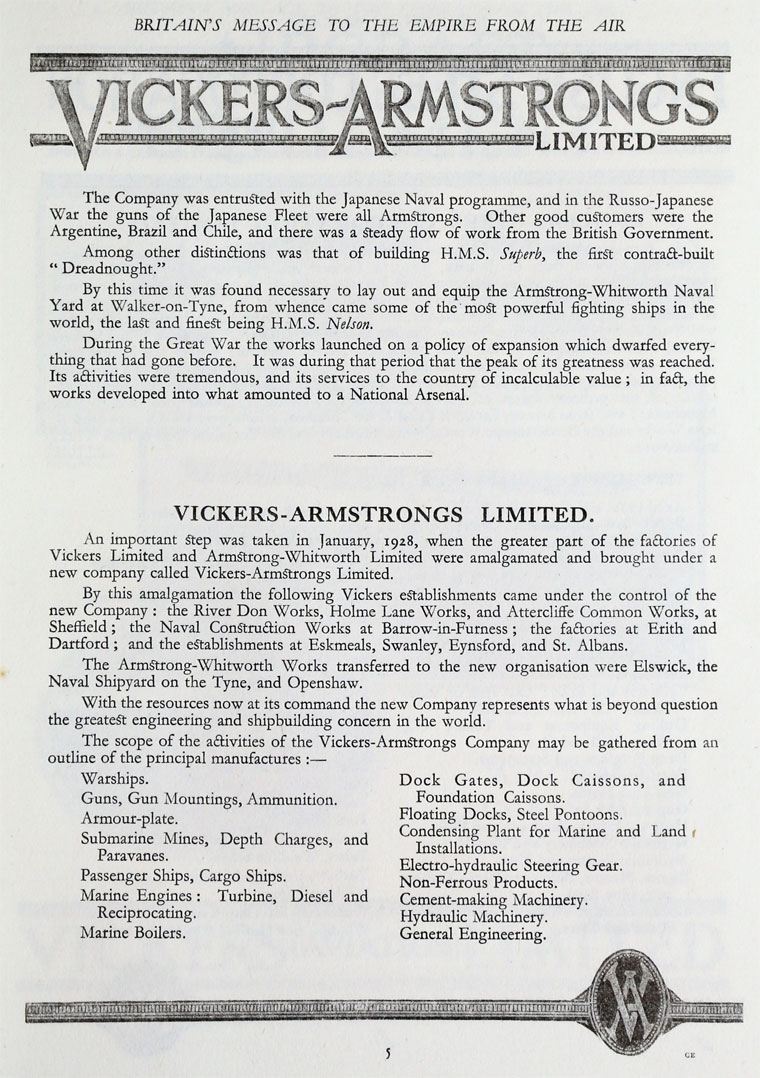 BRITAIN'S MESSAGE TO THE EMPIRE FROM THE AIR
VICKERS-ARMSTRONGS
LIMITED
The Company was entrusted with the Japanese Naval programme, and in the Russo-Japanese
War the guns of the Japanese Fleet were all Armstrongs. Other good customers were the
Argentine, Brazil and Chile, and there was a steady flow of work from the British Government.
Among other distinctions was that of building H.M.S. Superb, the first contract-built
“ Dreadnought.”
By this time it was found necessary to lay out and equip the Armstrong-Whitworth Naval
Yard at Walker-on-Tyne, from whence came some of the most powerful fighting ships in the
world, the last and finest being H.M.S. Nelson.
During the Great War the works launched on a policy of expansion which dwarfed every-
thing that had gone before. It was during that period that the peak of its greatness was reached.
Its activities were tremendous, and its services to the country of incalculable value ; in fact, the
works developed into what amounted to a National Arsenal.
VICKERS-ARMSTRONGS LIMITED.
An important step was taken in January, 1928, when the greater part of the factories of
Vickers Limited and Armstrong-Whitworth Limited were amalgamated and brought under a
new company called Vickers-Armstrongs Limited.
By this amalgamation the following Vickers establishments came under the control of the
new Company : the River Don Works, Holme Lane Works, and Attercliffe Common Works, at
Sheffield ; the Naval Construction Works at Barrow-in-Furness ; the factories at Erith and
Dartford ; and the establishments at Eskmeals, Swanley, Eynsford, and St. Albans.
The Armstrong-Whitworth Works transferred to the new organisation were Elswick, the
Naval Shipyard on the Tyne, and Openshaw.
With the resources now at its command the new Company represents what is beyond question
the greatest engineering and shipbuilding concern in the world.
The scope of the activities of the Vickers-Armstrongs Company may be gathered from an
outline of the principal manufactures :—
Warships.
Guns, Gun Mountings, Ammunition.
Armour-plate.
Submarine Mines, Depth Charges, and
Paravanes.
Passenger Ships, Cargo Ships.
Marine Engines : Turbine, Diesel and
Reciprocating.
Marine Boilers.
Dock Gates, Dock Caissons, and
Foundation Caissons.
Floating Docks, Steel Pontoons.
Condensing Plant for Marine and Land
Installations.
Electro-hydraulic Steering Gear.
Non-Ferrous Products.
Cement-making Machinery.
Hydraulic Machinery.
General Engineering.
VA
5
GE